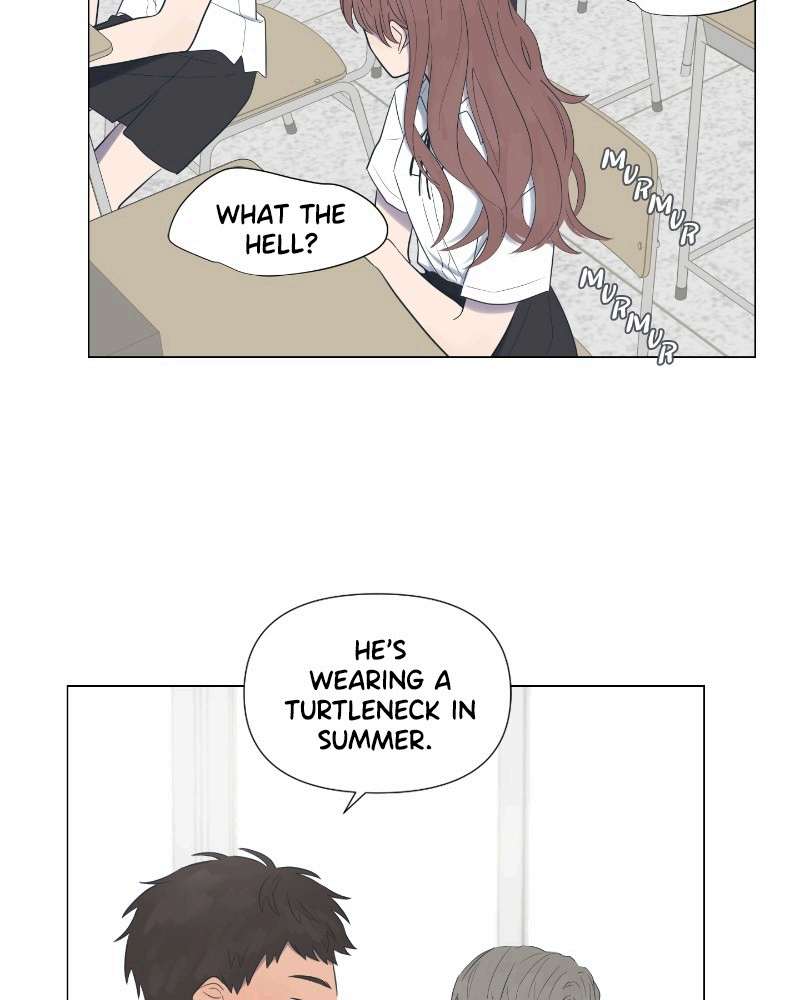 WHAT THE
HELL?
MURMUR
MURMUR
HE'S
WEARING A
TURTLENECK IN
SUMMER.